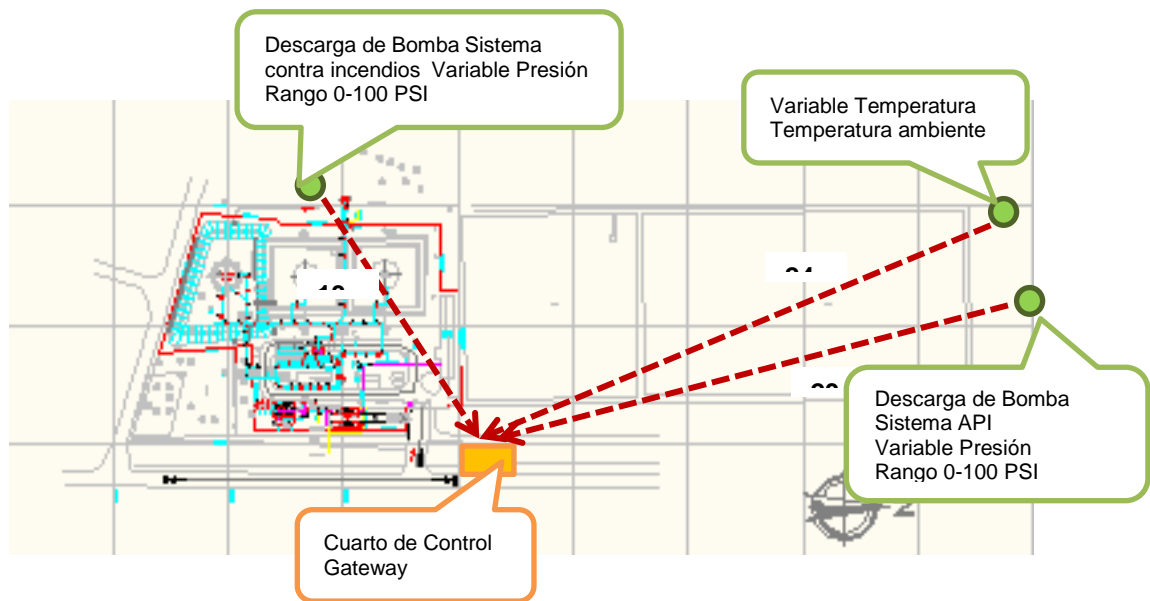 Descarga de Bomba Sistema
contra incendios Variable Presión
Rango 0-100 PSI
Variable Temperatura
Temperatura ambiente
Descarga de Bomba
Sistema API
Variable Presión
Rango 0-100 PSI
Cuarto de Control
Gateway